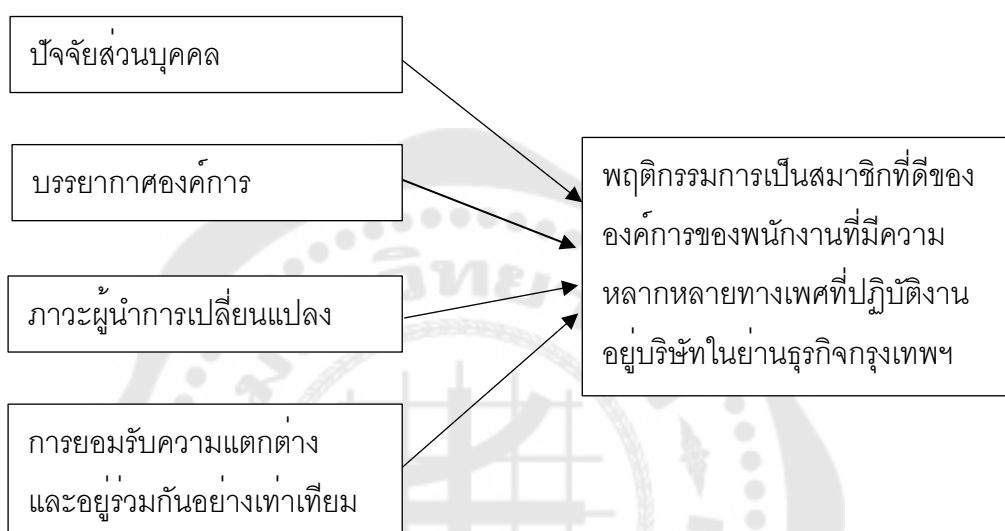 ปัจจัยส่วนบุคคล
บรรยากาศองค์การ
ภาวะผู้นำการเปลี่ยนแปลง
การยอมรับความแตกต่าง
และอยู่ร่วมกันอย่างเท่าเทียม
พฤติกรรมการเป็นสมาชิกที่ดีของ
องค์การของพนักงานที่มีความ
หลากหลายทางเพศที่ปฏิบัติงาน
อยู่บริษัทในย่านธุรกิจกรุงเทพฯ